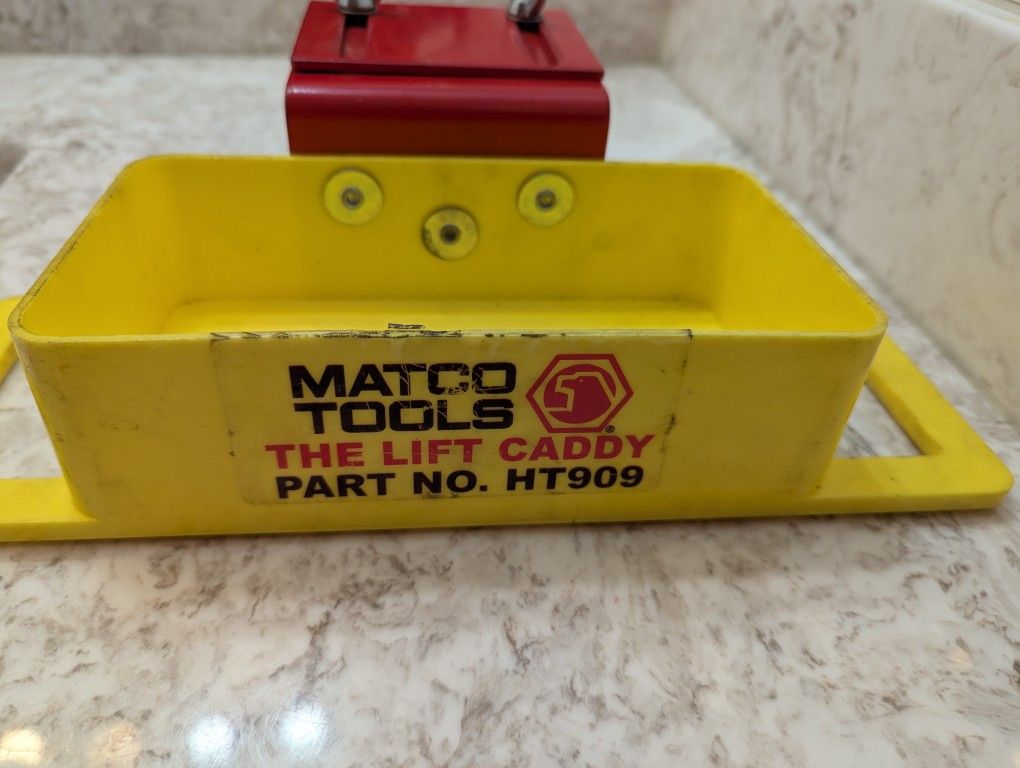 MATCO
TOOLS
®
THE LIFT CADDY
PART NO. HT909